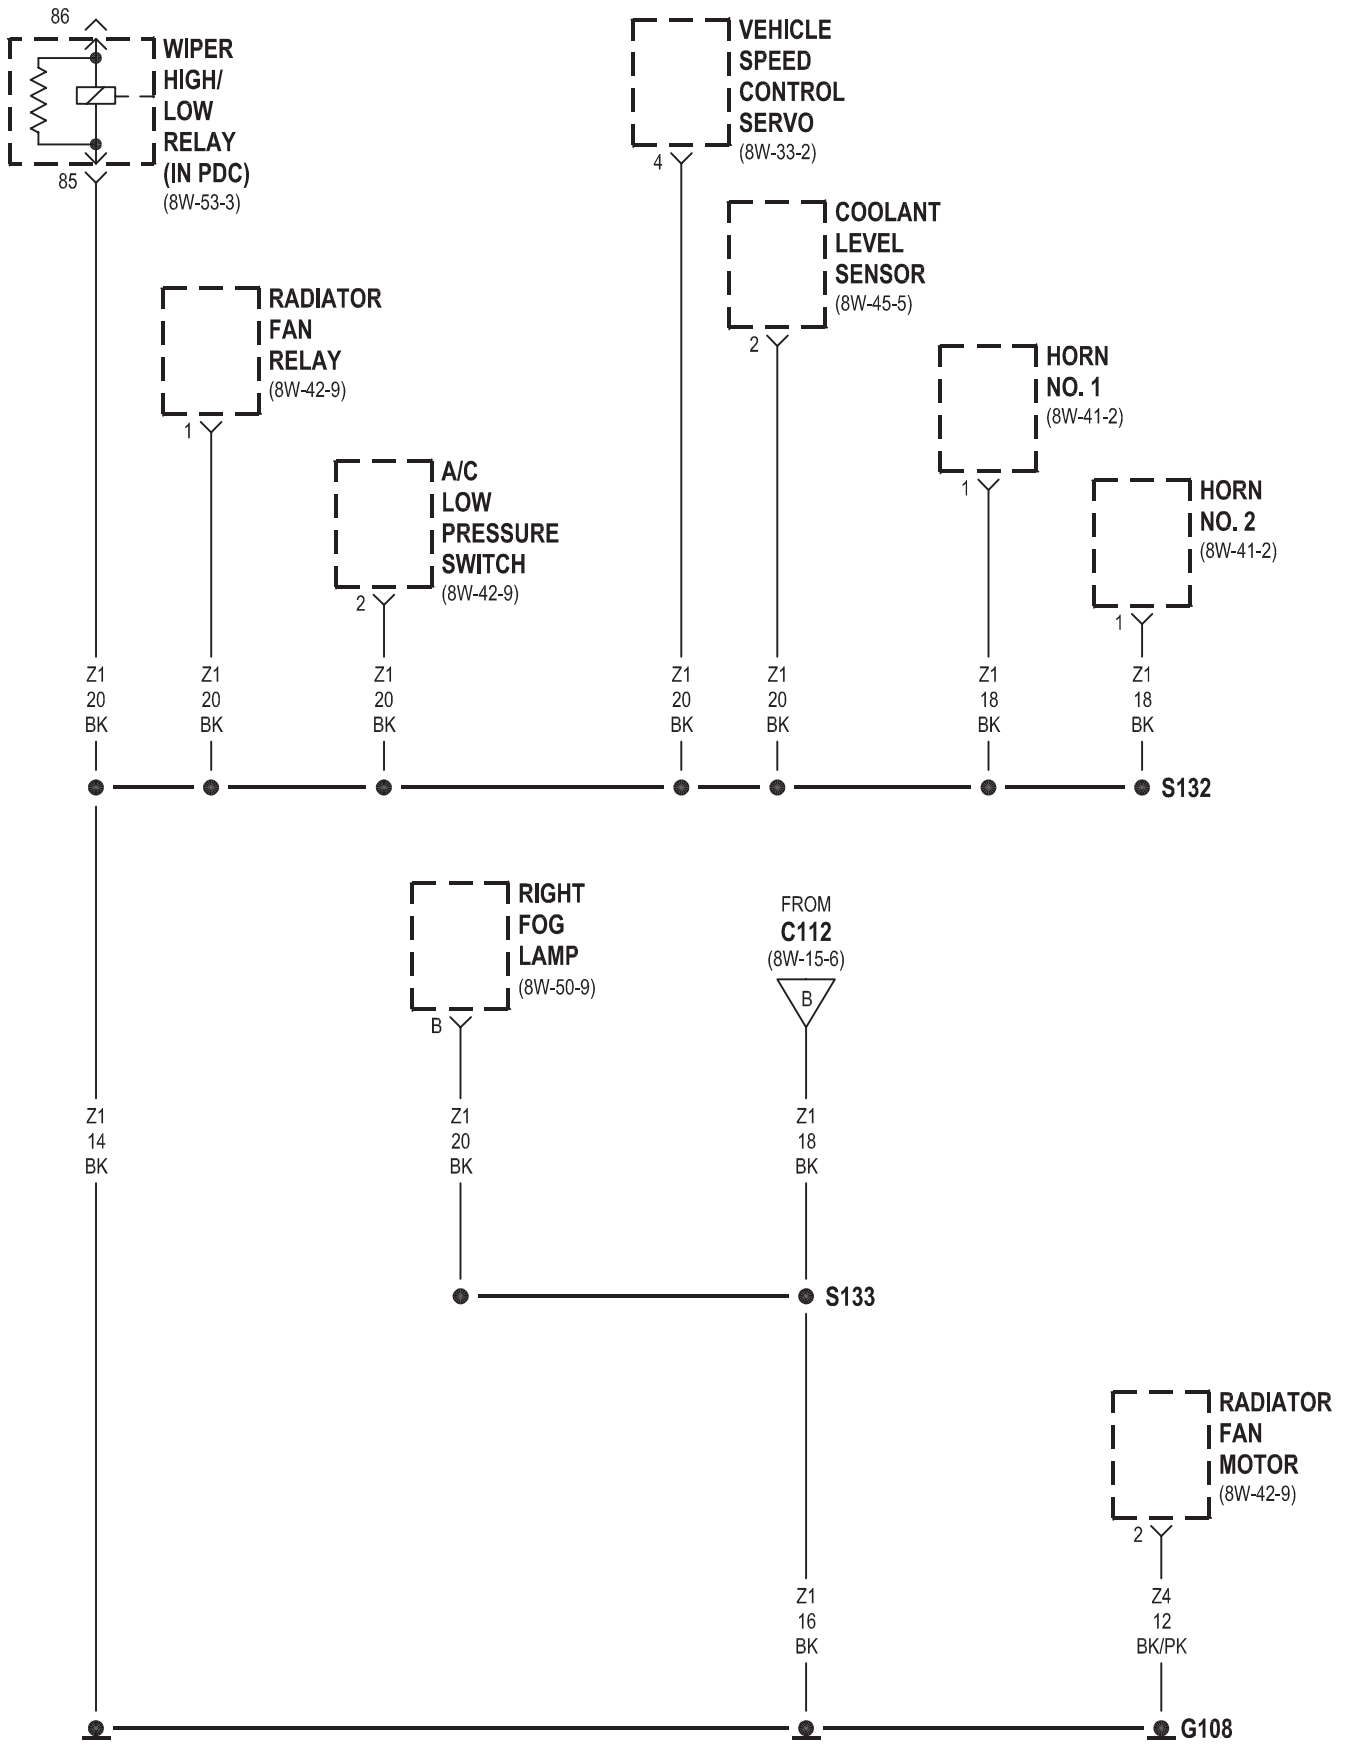 86
WIPER
HIGH/
LOW
RELAY
(IN PDC)
(8W-53-3)
85
VEHICLE
SPEED
CONTROL
SERVO
(8W-33-2)
4
COOLANT
LEVEL
SENSOR
(8W-45-5)
2
RADIATOR
FAN
RELAY
(8W-42-9)
1
HORN
NO. 1
(8W-41-2)
1
A/C
LOW
PRESSURE
SWITCH
(8W-42-9)
2
HORN
NO. 2
(8W-41-2)
1
Z1 Z1 Z1 Z1 Z1 Z1 Z1
20 20 20 20 20 18 18
BK BK BK BK BK BK BK
S132
RIGHT
FOG
LAMP
(8W-50-9)
B
FROM
C112
(8W-15-6)
B
Z1 Z1 Z1
14 20 18
BK BK BK
S133
RADIATOR
FAN
MOTOR
(8W-42-9)
2
Z1 Z4
16 12
BK BK/PK
G108